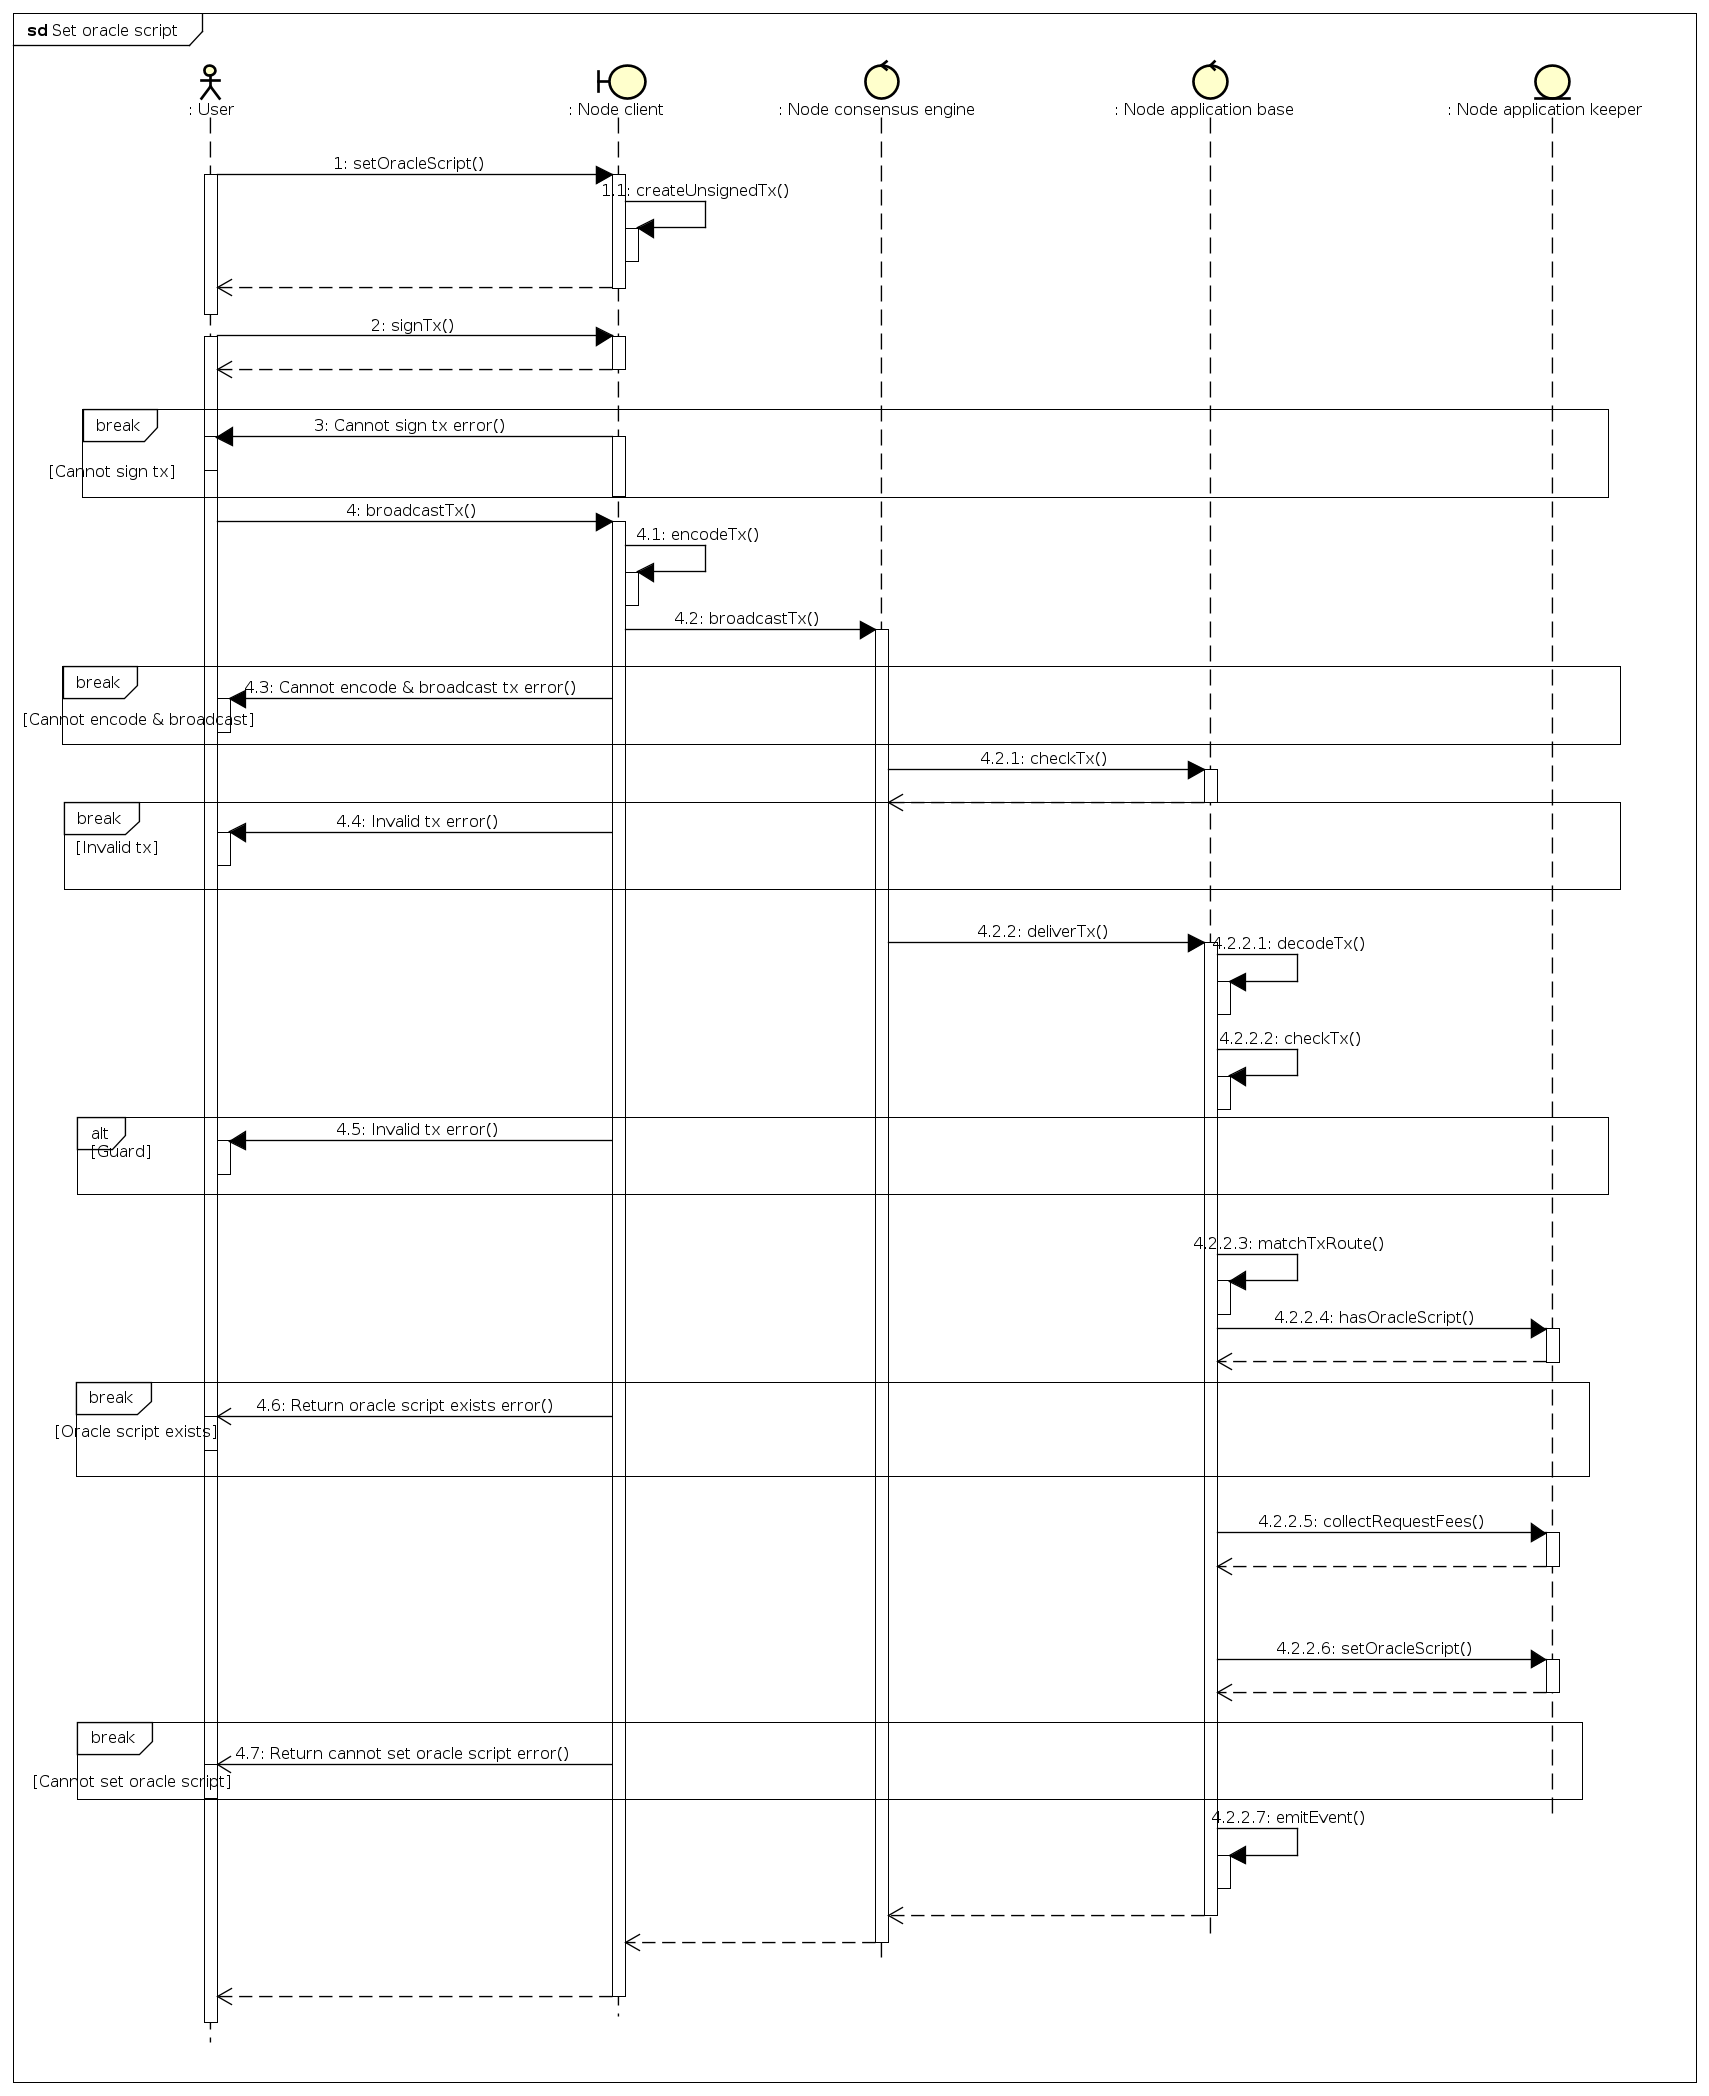 sd Set oracle script
: User
: Node client
: Node consensus engine
: Node application base
: Node application keeper
1: setOracleScript()
1.1: createUnsignedTx()
2: signTx()
break
3: Cannot sign tx error()
[Cannot sign tx]
4: broadcastTx()
4.1: encodeTx()
4.2: broadcastTx()
break
4.3: Cannot encode & broadcast tx error()
[Cannot encode & broadcast]
4.2.1: checkTx()
break
4.4: Invalid tx error()
[Invalid tx]
4.2.2: deliverTx()
4.2.2.1: decodeTx()
4.2.2.2: checkTx()
alt
4.5: Invalid tx error()
[Guard]
4.2.2.3: matchTxRoute()
4.2.2.4: hasOracleScript()
break
4.6: Return oracle script exists error()
[Oracle script exists]
4.2.2.5: collectRequestFees()
4.2.2.6: setOracleScript()
break
4.7: Return cannot set oracle script error()
[Cannot set oracle script]
4.2.2.7: emitEvent()